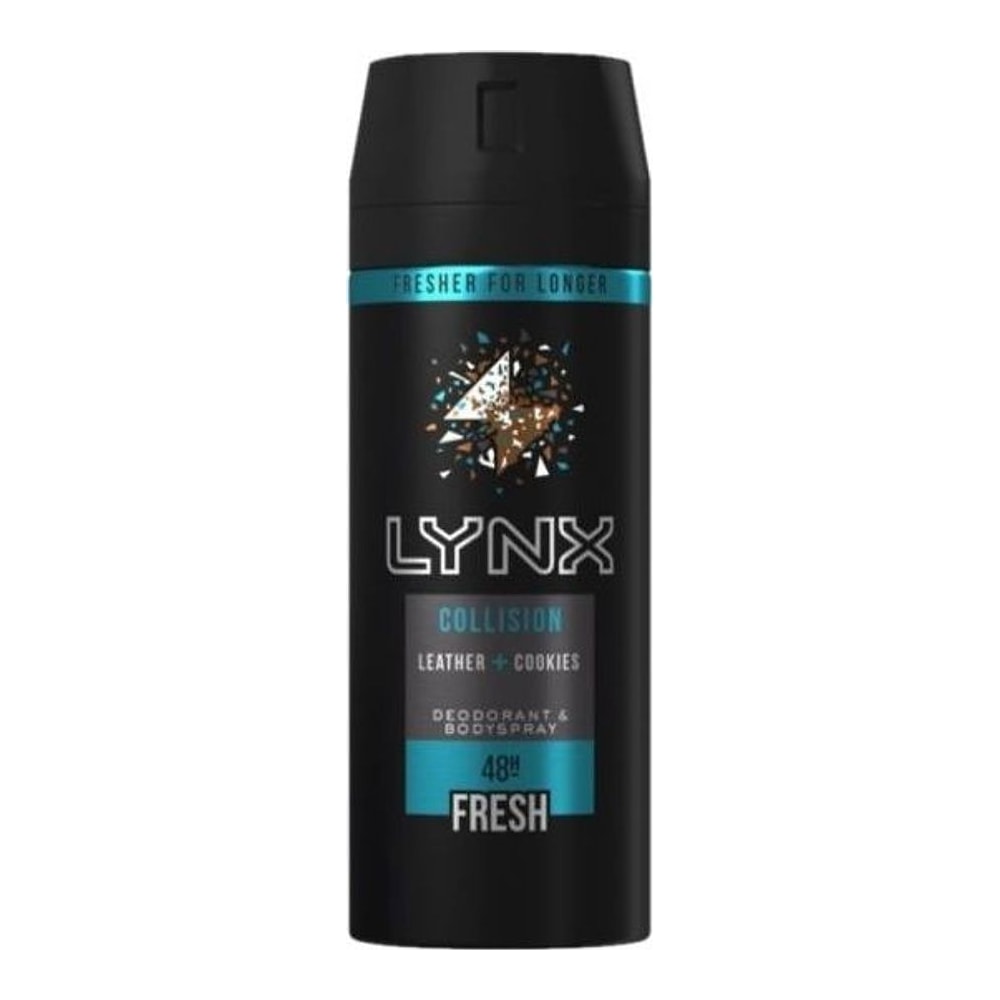 FRESHER FOR LONGER
LYNX
COLLISION
LEATHER + COOKIES
DEODORANT &
BODYSPRAY
48H
FRESH